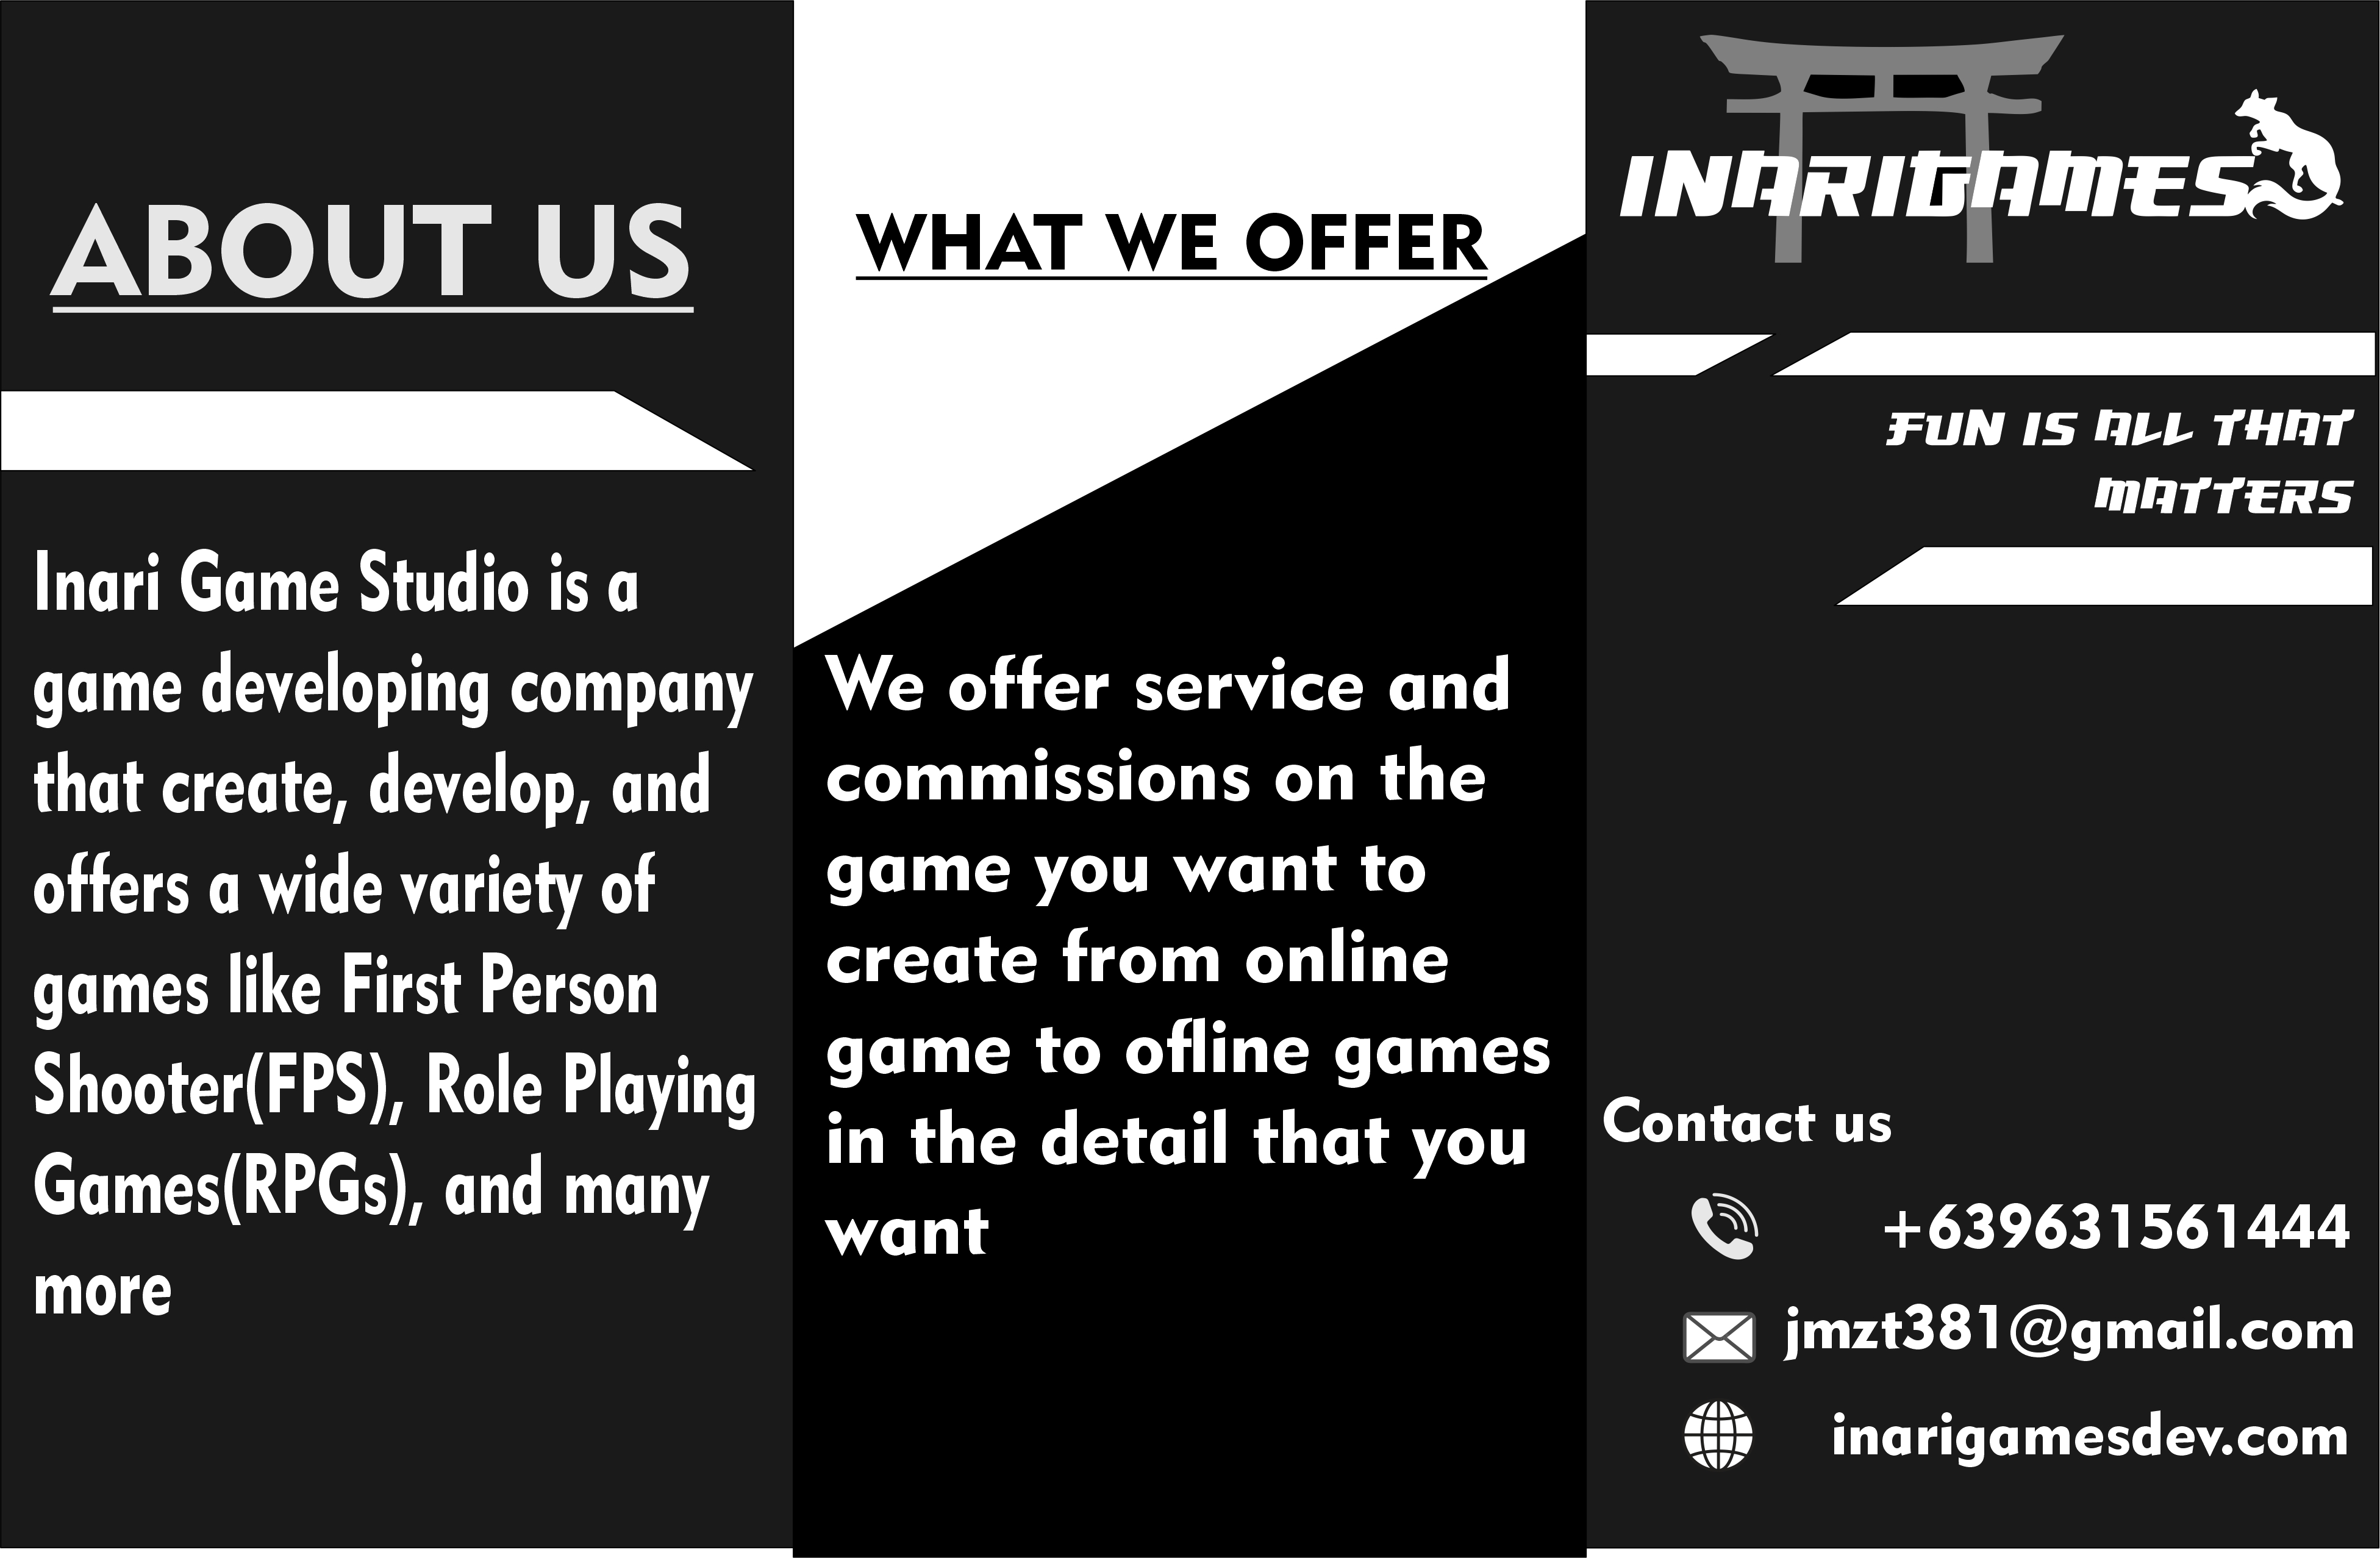 ABOUT US
Inari Game Studio is a
game developing company
that create, develop, and
offers a wide variety of
games like First Person
Shooter(FPS), Role Playing
Games(RPGs), and many
more
WHAT WE OFFER
We offer service and
commissions on the
game you want to
create from online
game to ofline games
in the detail that you
want
INARIGAMES
FUN IS ALL THAT
MATTERS
Contact us
+639631561444
jmzt381@gmail.com
inarigamesdev.com